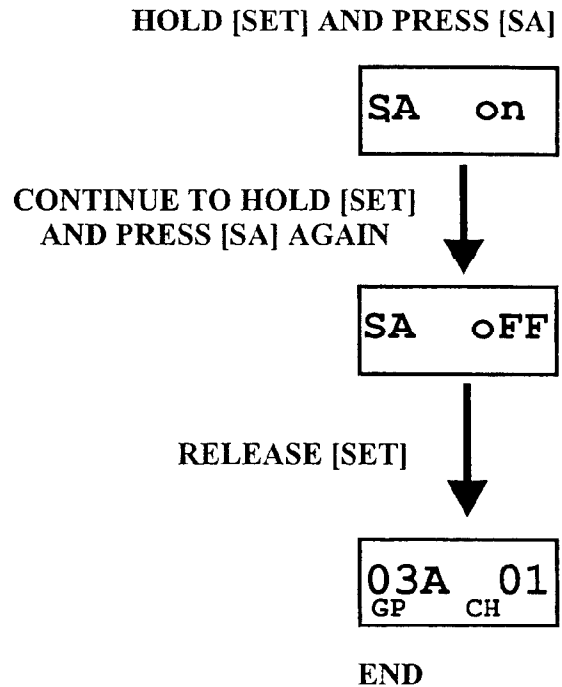 HOLD [SET] AND PRESS [SA]
SA on
CONTINUE TO HOLD [SET]
AND PRESS [SA] AGAIN
SA oFF
RELEASE [SET]
03A 01
GP CH
END